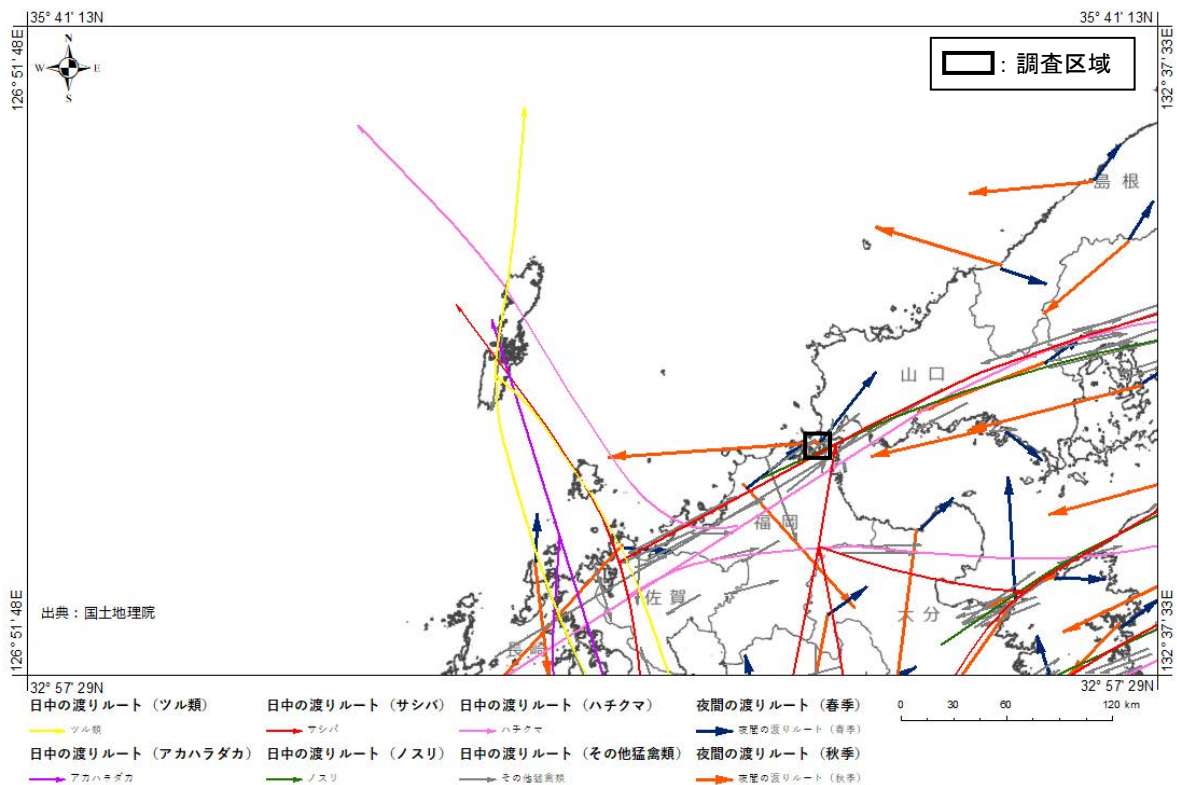 35° 41' 13N
35° 41' 13N
126° 51' 48E
132° 37' 33E
N
W
E
S
：調査区域
島根
山口
福岡
佐賀
大分
長崎
出典：国土地理院
126° 51' 48E
132° 37' 33E
32° 57' 29N
32° 57' 29N
日中の渡りルート（ツル類）
日中の渡りルート（サシバ）
日中の渡りルート（ハチクマ）
夜間の渡りルート（春季）
ツル類
サシバ
ハチクマ
夜間の渡りルート（春季）
日中の渡りルート（アカハラダカ）
日中の渡りルート（ノスリ）
日中の渡りルート（その他猛禽類）
夜間の渡りルート（秋季）
アカハラダカ
ノスリ
その他猛禽類
夜間の渡りルート（秋季）
0 30 60 120 km